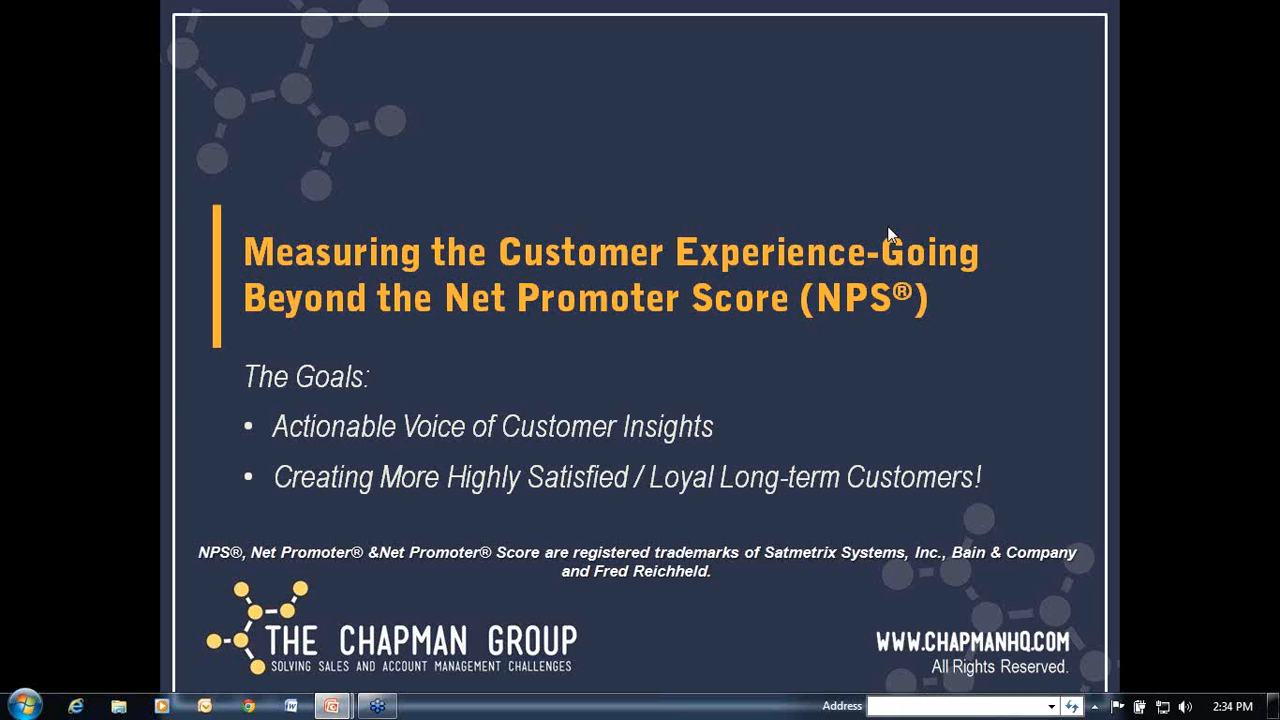 Measuring the Customer Experience-Going
Beyond the Net Promoter Score (NPS®)
The Goals:
• Actionable Voice of Customer Insights
• Creating More Highly Satisfied / Loyal Long-term Customers!
NPS®, Net Promoter® &Net Promoter® Score are registered trademarks of Satmetrix Systems, Inc., Bain & Company
and Fred Reichheld.
THE CHAPMAN GROUP
SOLVING SALES AND ACCOUNT MANAGEMENT CHALLENGES
WWW.CHAPMANHQ.COM
All Rights Reserved.
Address
2:34 PM